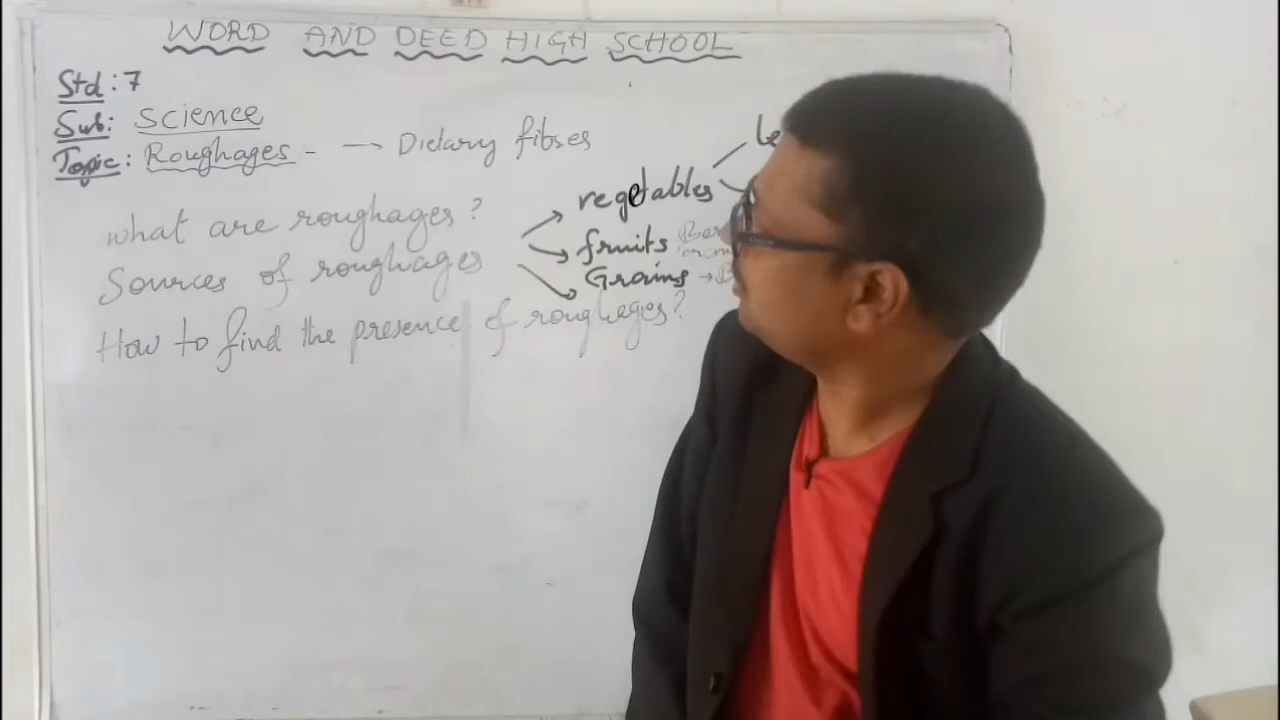 WORD AND DEED HIGH SCHOOL
Std : 7
Sub: Science
Topic: Roughages - → Dietary fibres
what are roughages ?
Sources of roughages
vegetables
fruits
Grains →
How to find the presence of rougheges?